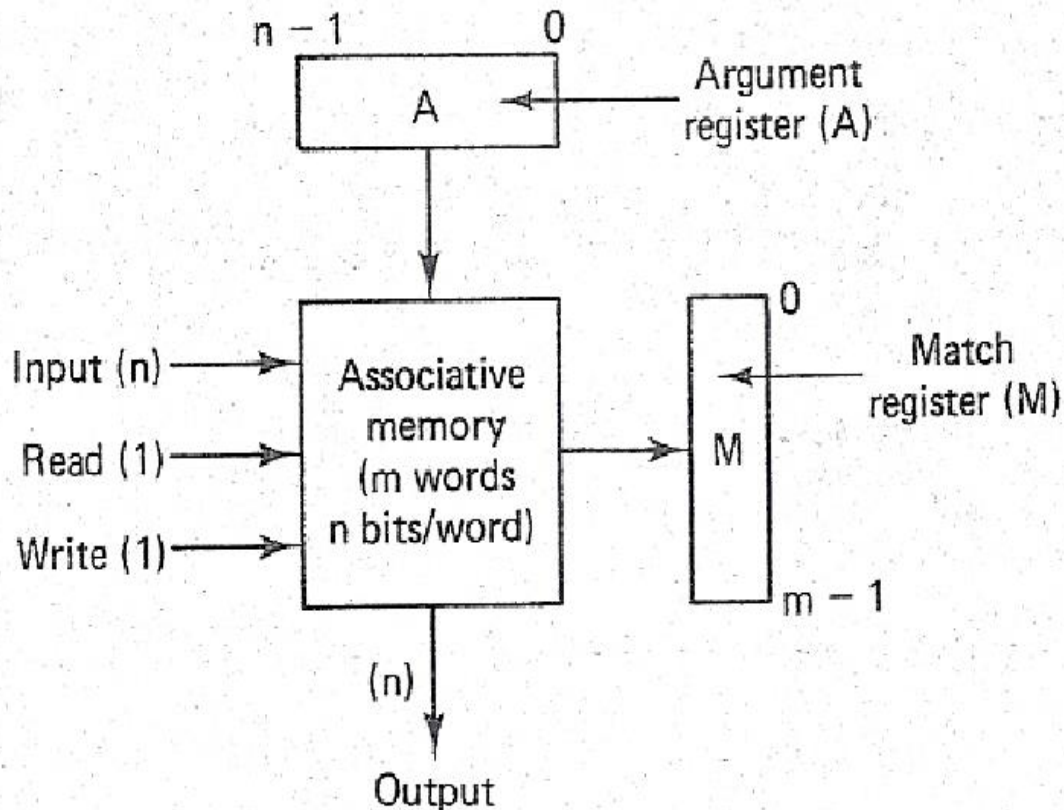 n − 1 0
A
Argument
register (A)
Input (n)
Read (1)
Write (1)
Associative
memory
(m words
n bits/word)
0
M
m − 1
Match
register (M)
(n)
Output